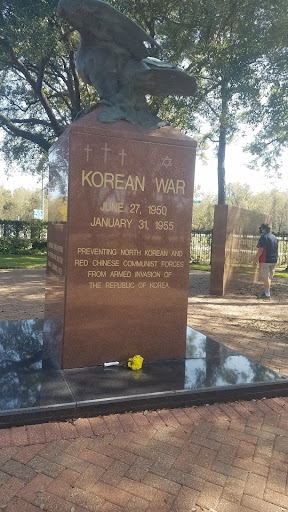 KOREAN WAR
JUNE 27, 1950
JANUARY 31, 1955
PREVENTING NORTH KOREAN AND
RED CHINESE COMMUNIST FORCES
FROM ARMED INVASION OF
THE REPUBLIC OF KOREA.